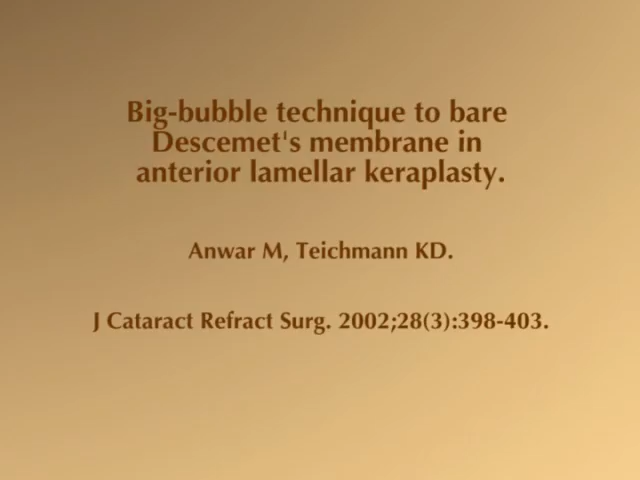 Big-bubble technique to bare
Descemet's membrane in
anterior lamellar keraplasty.
Anwar M, Teichmann KD.
J Cataract Refract Surg. 2002;28(3):398-403.